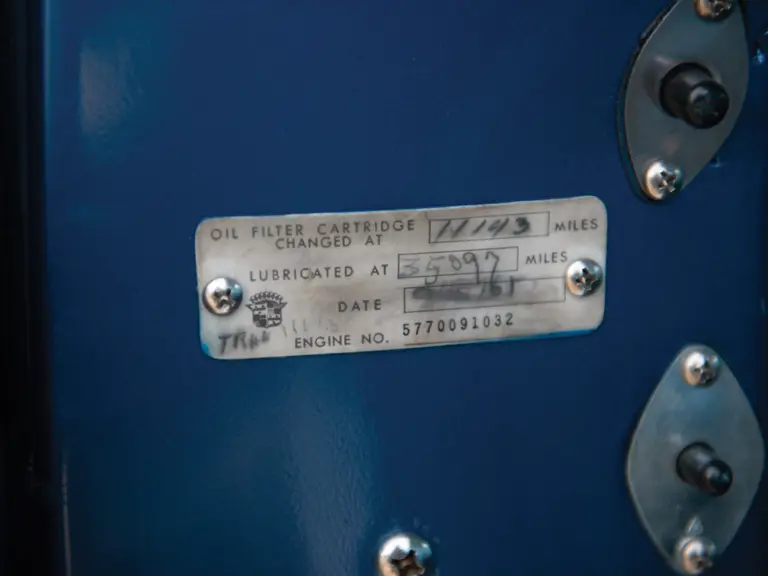 OIL FILTER CARTRIDGE 11143 MILES
CHANGED AT
LUBRICATED AT 35097 MILES
DATE
ENGINE NO. 5770091032